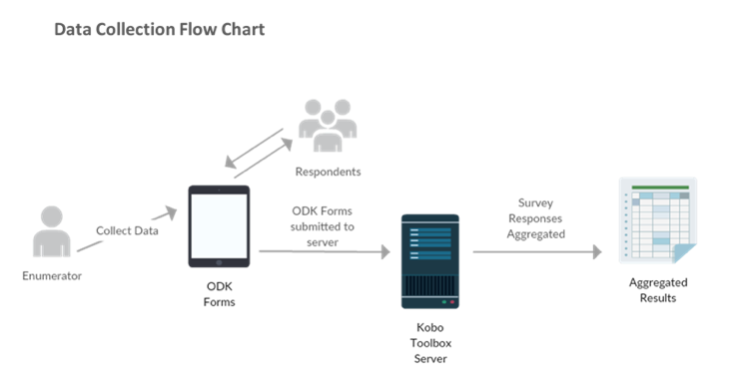 Data Collection Flow Chart
Respondents
Collect Data
Enumerator
ODK
Forms
ODK Forms
submitted to
server
Kobo
Toolbox
Server
Survey
Responses
Aggregated
Aggregated
Results